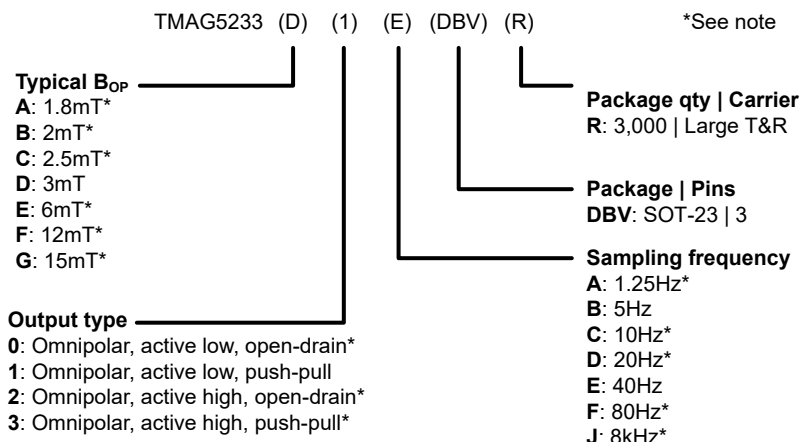 TMAG5233 (D) (1) (E) (DBV) (R) *See note
Typical BOP
A: 1.8mT*
B: 2mT*
C: 2.5mT*
D: 3mT
E: 6mT*
F: 12mT*
G: 15mT*
Output type
0: Omnipolar, active low, open-drain*
1: Omnipolar, active low, push-pull
2: Omnipolar, active high, open-drain*
3: Omnipolar, active high, push-pull*
Package qty | Carrier
R: 3,000 | Large T&R
Package | Pins
DBV: SOT-23 | 3
Sampling frequency
A: 1.25Hz*
B: 5Hz
C: 10Hz*
D: 20Hz*
E: 40Hz
F: 80Hz*
J: 8kHz*